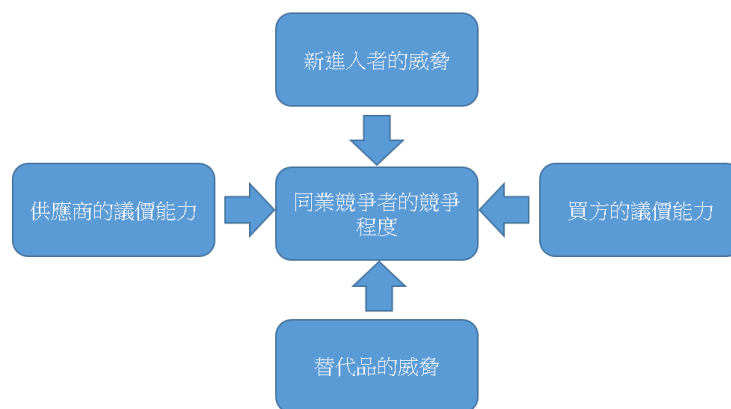 新進入者的威脅
供應商的議價能力
同業競爭者的競爭
程度
買方的議價能力
替代品的威脅